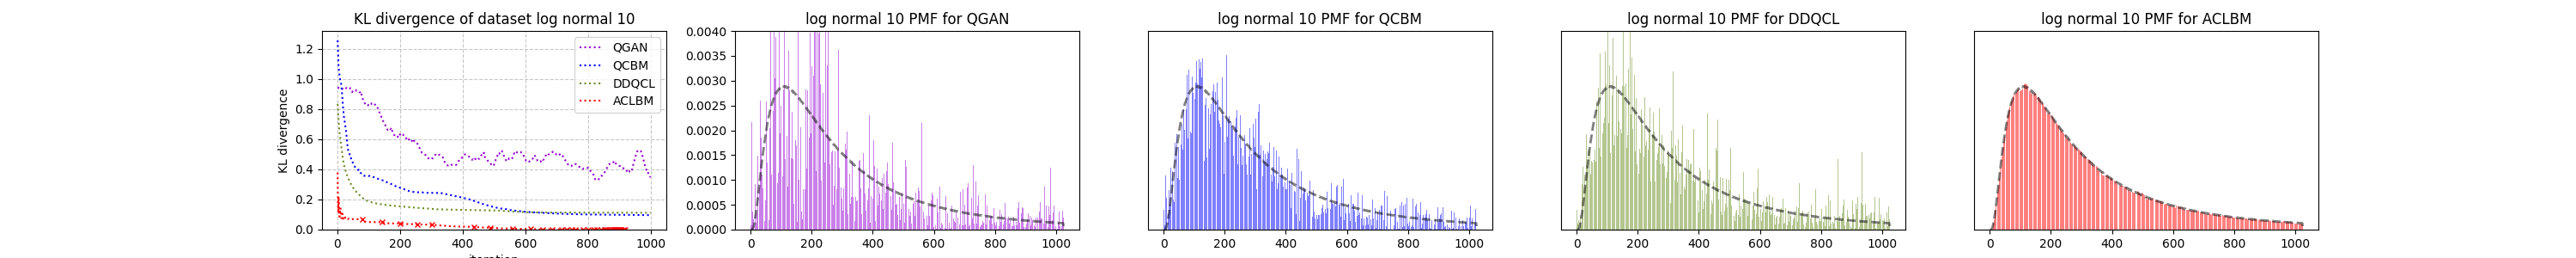 KL divergence of dataset log normal 10
KL divergence
1.2
1.0
0.8
0.6
0.4
0.2
0.0
0 200 400 600 800 1000
iteration
QGAN
QCBM
DDQCL
ACLBM
log normal 10 PMF for QGAN
0.0040
0.0035
0.0030
0.0025
0.0020
0.0015
0.0010
0.0005
0.0000
0 200 400 600 800 1000
log normal 10 PMF for QCBM
0 200 400 600 800 1000
log normal 10 PMF for DDQCL
0 200 400 600 800 1000
log normal 10 PMF for ACLBM
0 200 400 600 800 1000